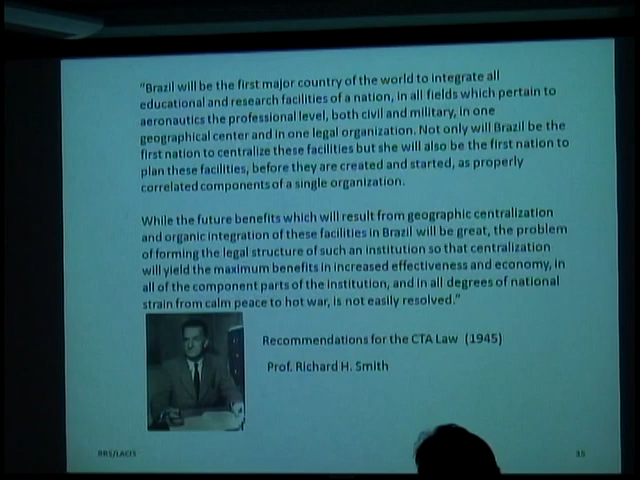 "Brazil will be the first major country of the world to integrate all
educational and research facilities of a nation, in all fields which pertain to
aeronautics the professional level, both civil and military, in one
geographical center and in one legal organization. Not only will Brazil be the
first nation to centralize these facilities but she will also be the first nation to
plan these facilities, before they are created and started, as properly
correlated components of a single organization.
While the future benefits which will result from geographic centralization
and organic integration of these facilities in Brazil will be great, the problem
of forming the legal structure of such an institution so that centralization
will yield the maximum benefits in increased effectiveness and economy, in
all of the component parts of the institution, and in all degrees of national
strain from calm peace to hot war, is not easily resolved."
Recommendations for the CTA Law (1945)
Prof. Richard H. Smith
35